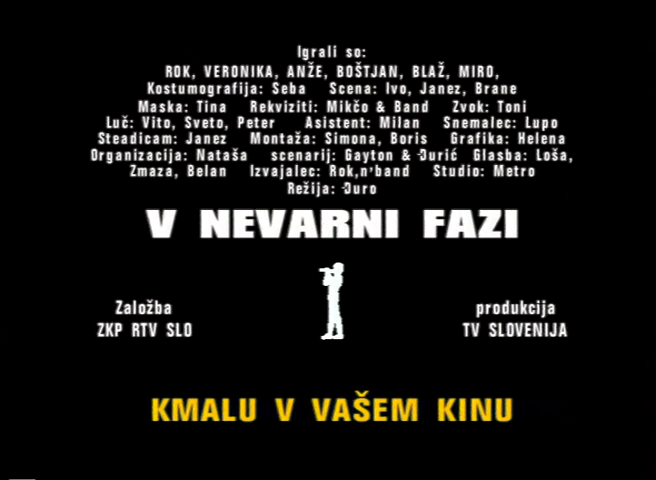 Igrali so:
ROK, VERONIKA, ANŽE, BOŠTJAN, BLAŽ, MIRO,
Kostumografija: Seba Scena: Ivo, Janez, Brane
Maska: Tina Rekviziti: Mikčo & Band Zvok: Toni
Luč: Vito, Sveto, Peter Asistent: Milan Snemalec: Lupo
Steadicam: Janez Montaža: Simona, Boris Grafika: Helena
Organizacija: Nataša scenarij: Gayton & Đurić Glasba: Loša,
Zmaza, Belan Izvajalec: Rok,n'band Studio: Metro
Režija: Đuro
V NEVARNI FAZI
Založba
ZKP RTV SLO
produkcija
TV SLOVENIJA
KMALU V VAŠEM KINU